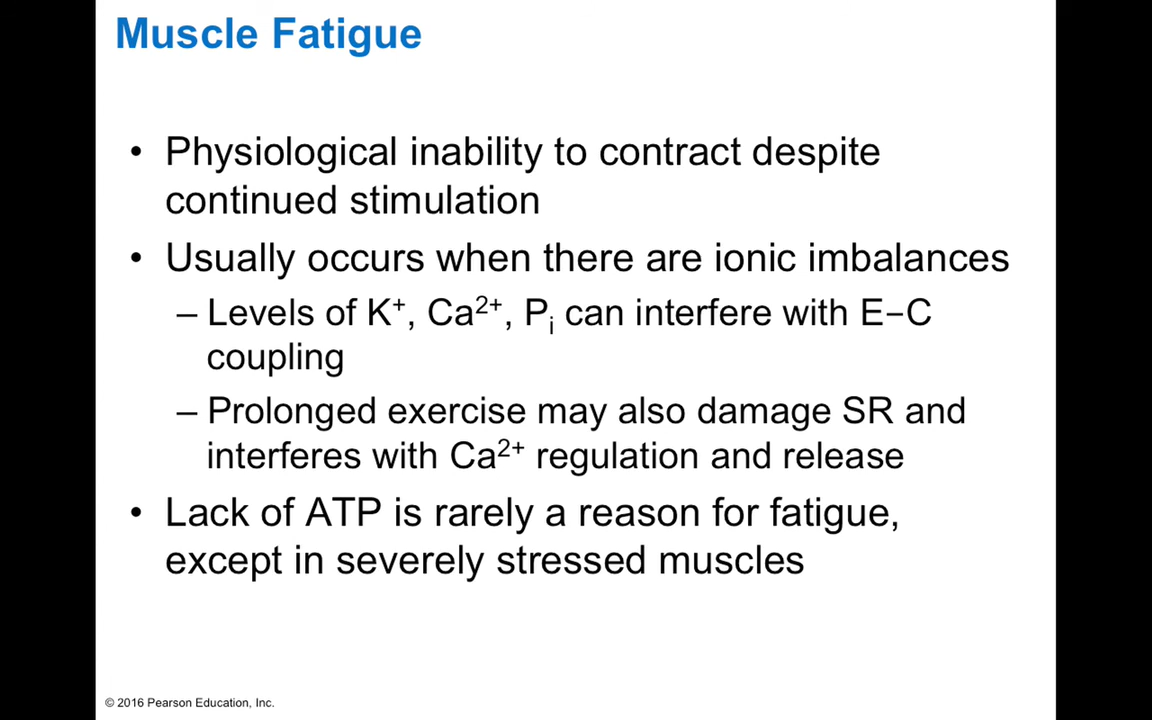 Muscle Fatigue
• Physiological inability to contract despite
continued stimulation
• Usually occurs when there are ionic imbalances
– Levels of K⁺, Ca²⁺, Pᵢ can interfere with E–C
coupling
– Prolonged exercise may also damage SR and
interferes with Ca²⁺ regulation and release
• Lack of ATP is rarely a reason for fatigue,
except in severely stressed muscles
© 2016 Pearson Education, Inc.